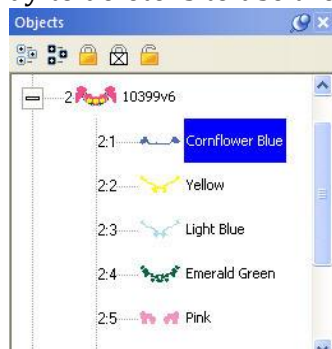 Objects
2 10399v6
2:1 Cornflower Blue
2:2 Yellow
2:3 Light Blue
2:4 Emerald Green
2:5 Pink